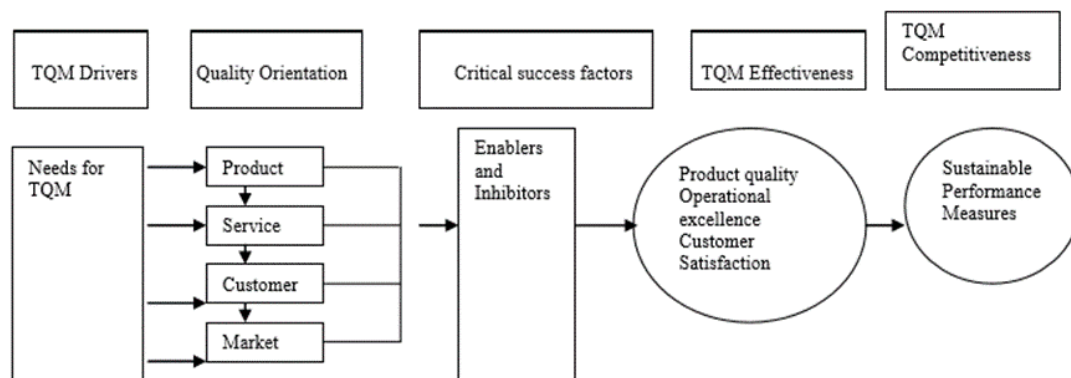 TQM Drivers
Quality Orientation
Critical success factors
TQM Effectiveness
TQM
Competitiveness
Needs for
TQM
Product
Service
Customer
Market
Enablers
and
Inhibitors
Product quality
Operational
excellence
Customer
Satisfaction
Sustainable
Performance
Measures